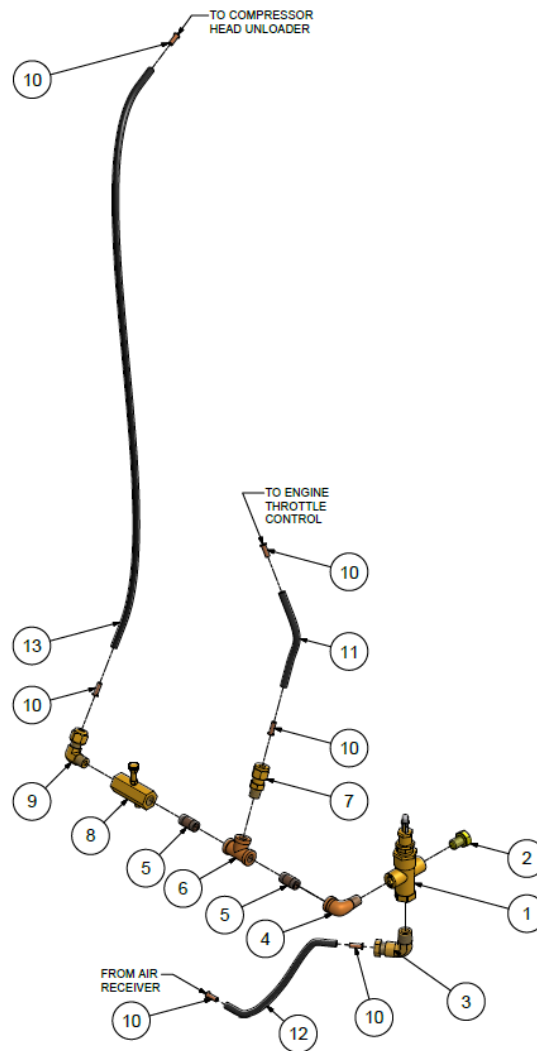 TO COMPRESSOR
HEAD UNLOADER
10
TO ENGINE
THROTTLE
CONTROL
10
13
11
10
10
9
7
8
5
2
6
5
4
1
FROM AIR
RECEIVER
3
10
12
10